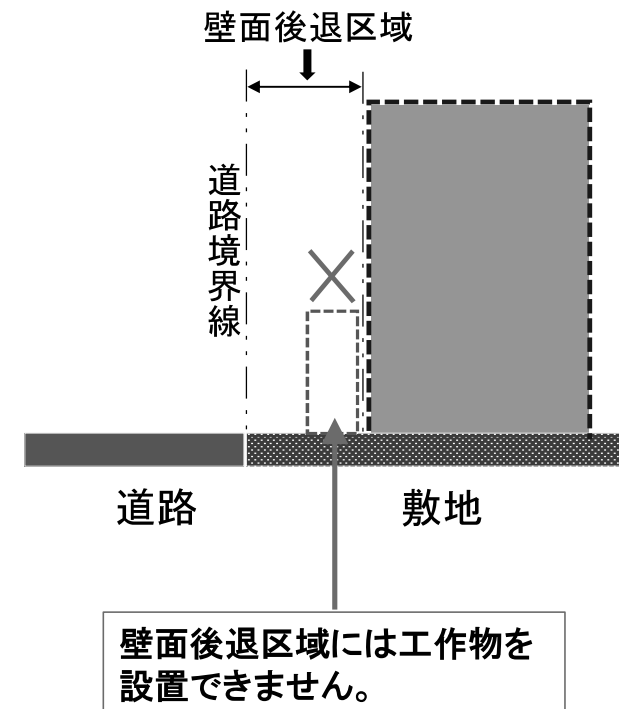 壁面後退区域
道路境界線
道路
敷地
壁面後退区域には工作物を
設置できません。